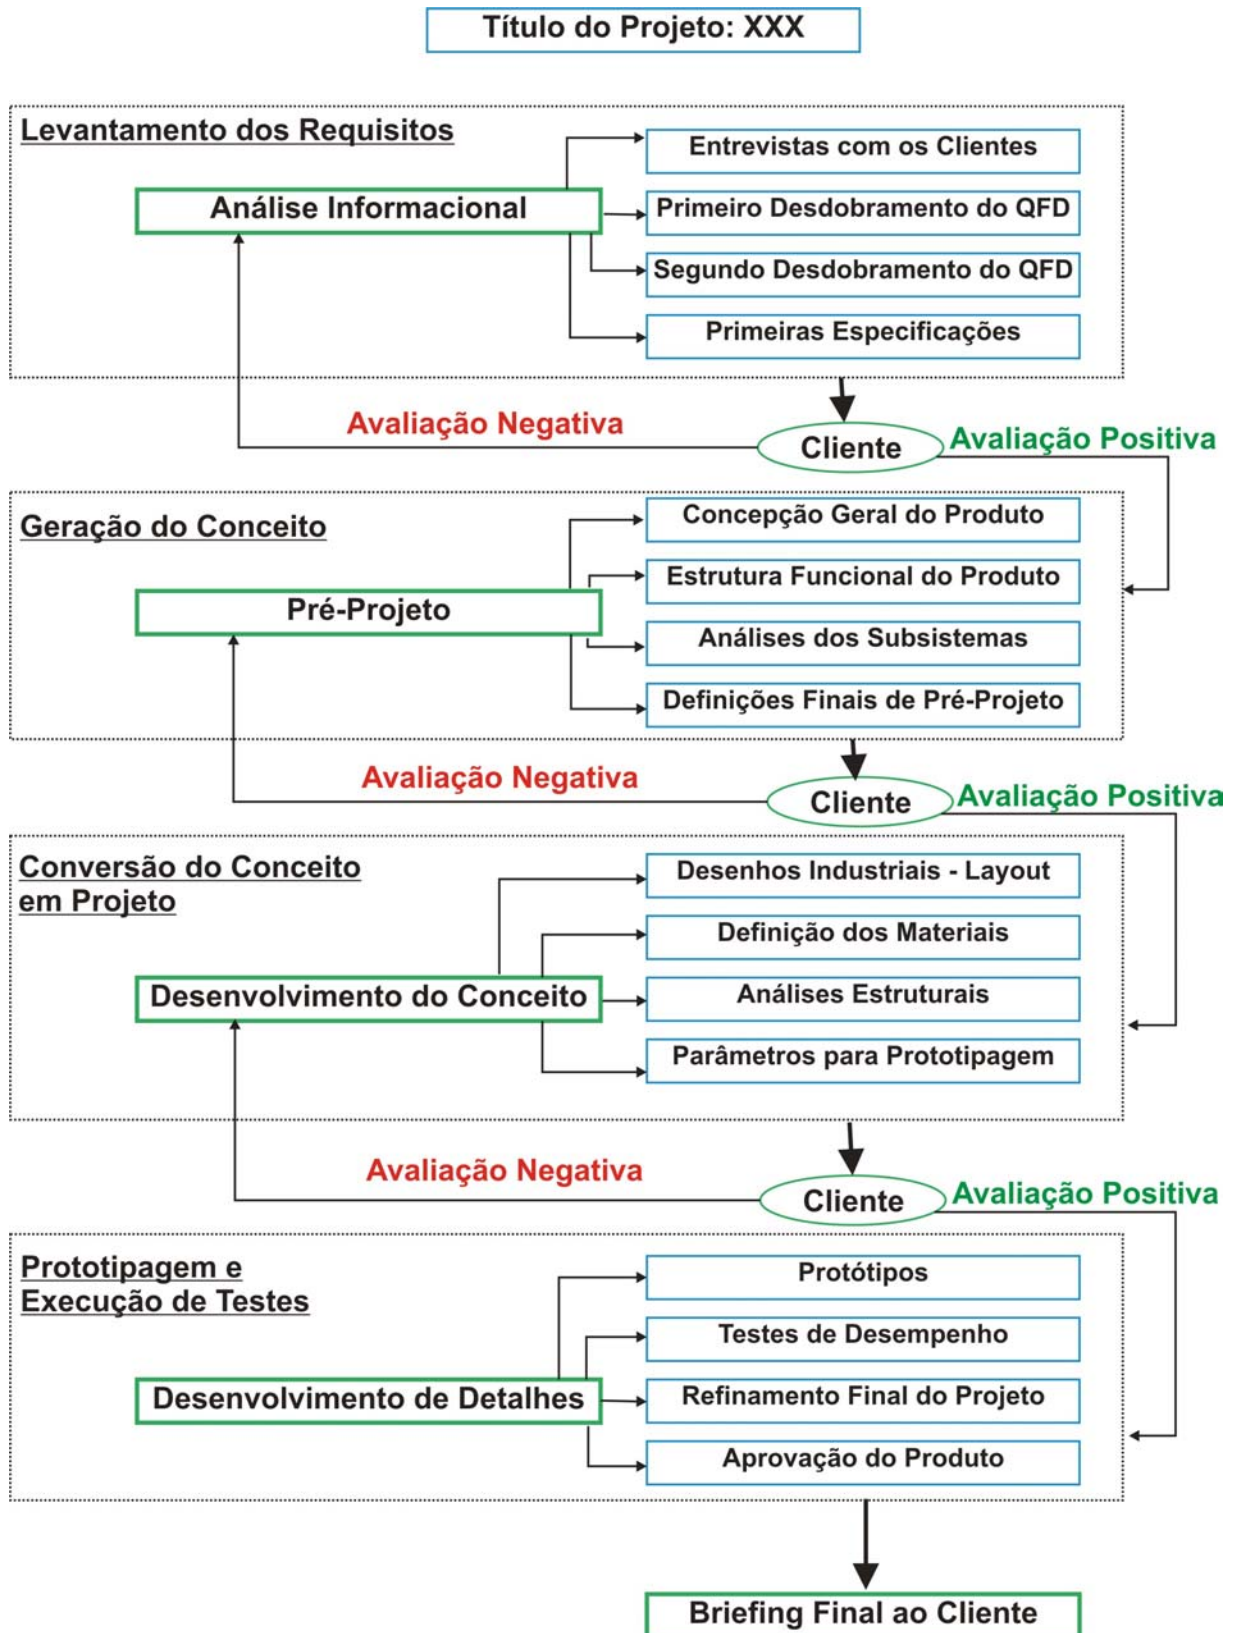 Título do Projeto: XXX
Levantamento dos Requisitos
Entrevistas com os Clientes
Análise Informacional
Primeiro Desdobramento do QFD
Segundo Desdobramento do QFD
Primeiras Especificações
Avaliação Negativa
Cliente
Avaliação Positiva
Geração do Conceito
Concepção Geral do Produto
Estrutura Funcional do Produto
Pré-Projeto
Análises dos Subsistemas
Definições Finais de Pré-Projeto
Avaliação Negativa
Cliente
Avaliação Positiva
Conversão do Conceito
em Projeto
Desenhos Industriais - Layout
Definição dos Materiais
Desenvolvimento do Conceito
Análises Estruturais
Parâmetros para Prototipagem
Avaliação Negativa
Cliente
Avaliação Positiva
Prototipagem e
Execução de Testes
Protótipos
Testes de Desempenho
Desenvolvimento de Detalhes
Refinamento Final do Projeto
Aprovação do Produto
Briefing Final ao Cliente